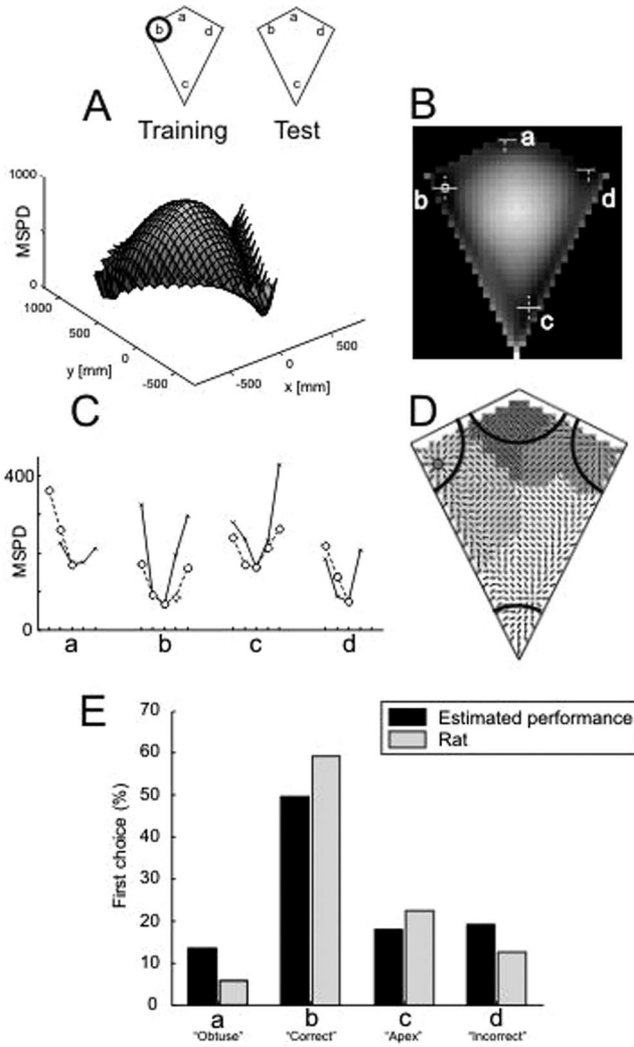 a
b
d
c
Training
a
b
d
c
Test
A
1000
500
0
MSPD
1000
500
0
-500
y [mm]
-500
0
500
x [mm]
B
a
b
d
c
C
400
0
MSPD
a b c d
D
E
Estimated performance
Rat
70
60
50
40
30
20
10
0
First choice (%)
a b c d
"Obtuse" "Correct" "Apex" "Incorrect"